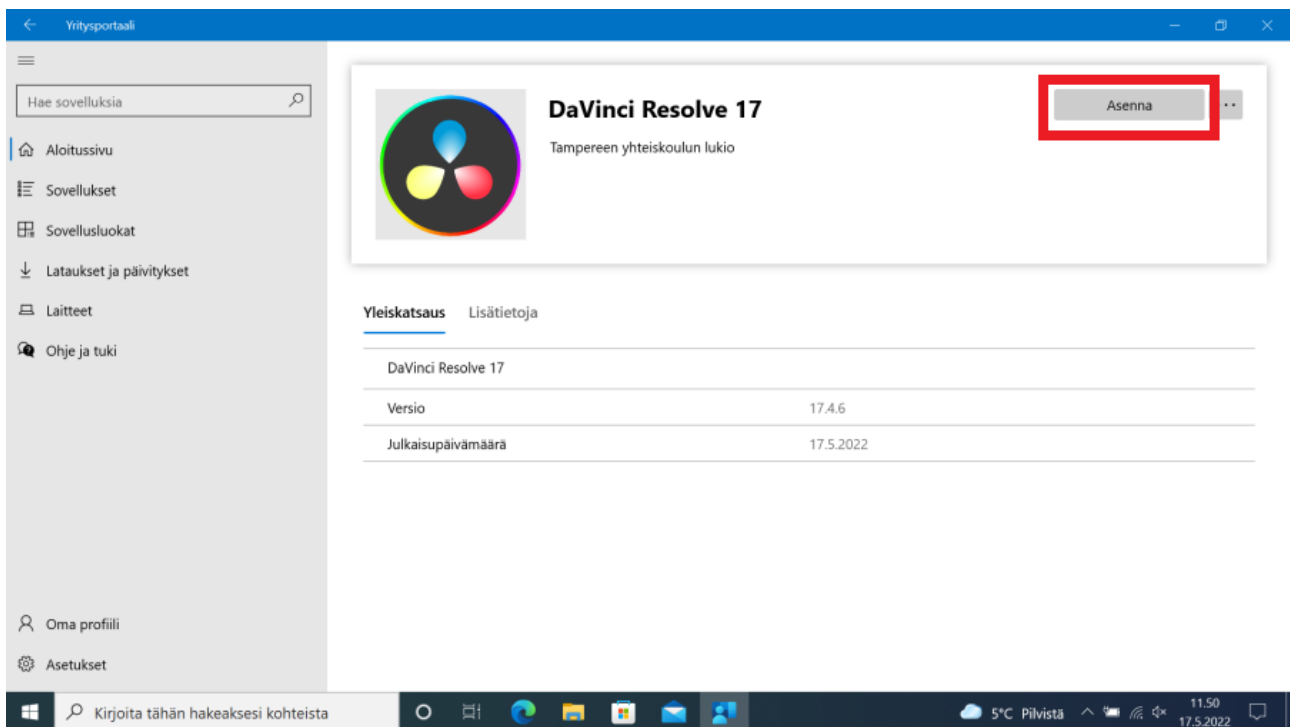 Yritysportaali
Hae sovelluksia
Aloitussivu
Sovellukset
Sovellusluokat
Lataukset ja päivitykset
Laitteet
Ohje ja tuki
Oma profiili
Asetukset
DaVinci Resolve 17
Tampereen yhteiskoulun lukio
Asenna
Yleiskatsaus Lisätietoja
DaVinci Resolve 17
Versio 17.4.6
Julkaisupäivämäärä 17.5.2022
Kirjoita tähän hakeaksesi kohteista
5°C Pilvistä
11.50
17.5.2022